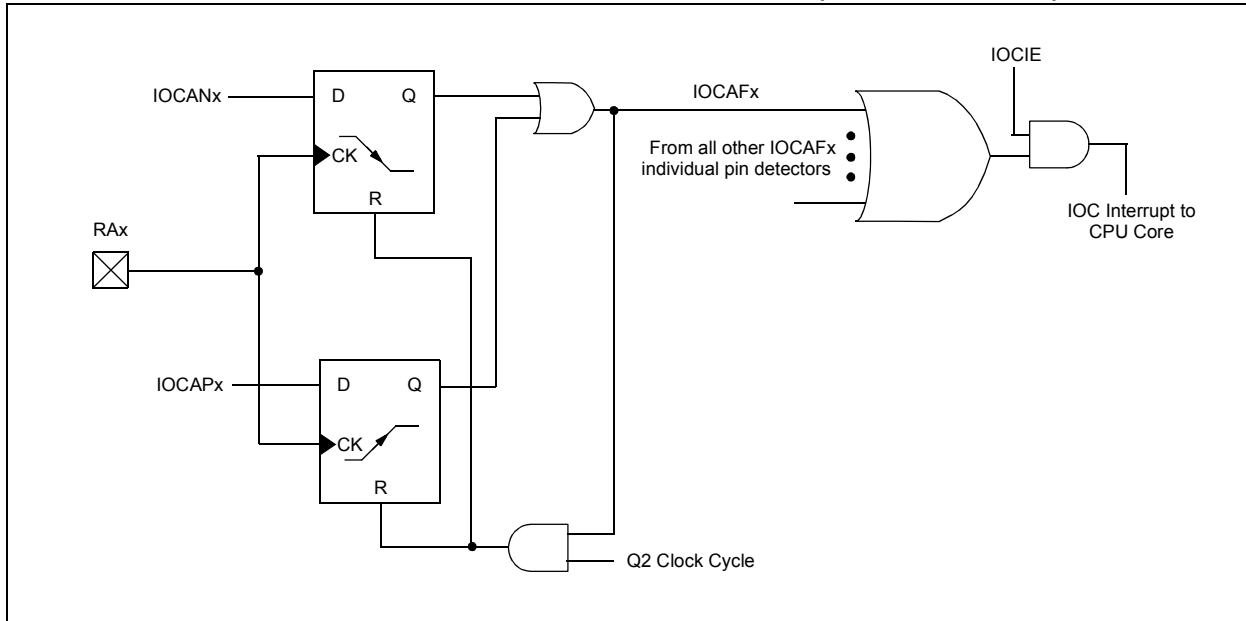 IOCIE
IOCANx
D
Q
IOCAFx
CK
From all other IOCAFx
individual pin detectors
R
IOC Interrupt to
CPU Core
RAx
IOCAPx
D
Q
CK
R
Q2 Clock Cycle